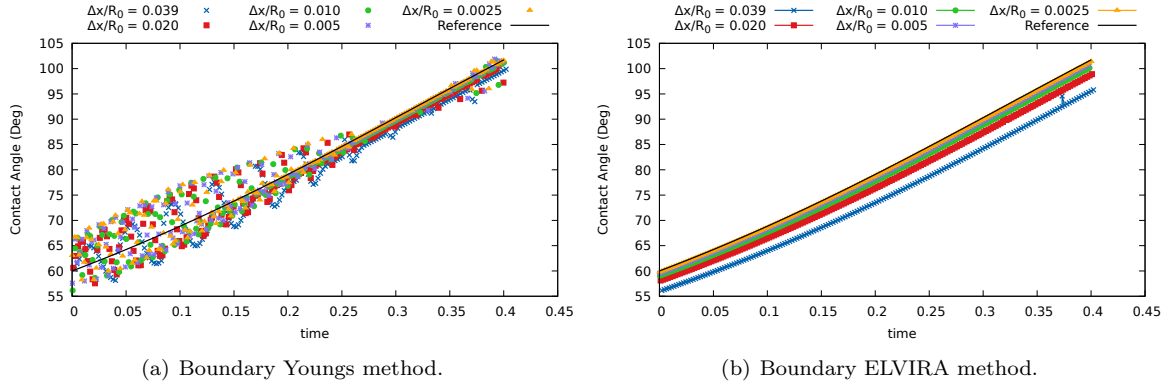 Δx/R0 = 0.039
Δx/R0 = 0.010
Δx/R0 = 0.0025
Δx/R0 = 0.020
Δx/R0 = 0.005
Reference
105
100
95
90
85
80
75
70
65
60
55
Contact Angle (Deg)
0 0.05 0.1 0.15 0.2 0.25 0.3 0.35 0.4 0.45
time
(a) Boundary Youngs method.
Δx/R0 = 0.039
Δx/R0 = 0.010
Δx/R0 = 0.0025
Δx/R0 = 0.020
Δx/R0 = 0.005
Reference
105
100
95
90
85
80
75
70
65
60
55
Contact Angle (Deg)
0 0.05 0.1 0.15 0.2 0.25 0.3 0.35 0.4 0.45
time
(b) Boundary ELVIRA method.